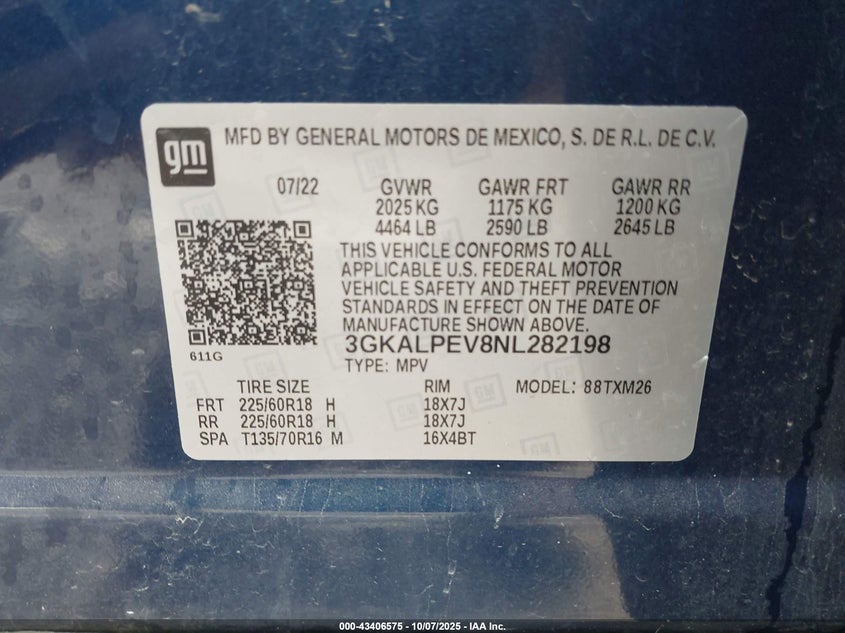 gm
MFD BY GENERAL MOTORS DE MEXICO, S. DE R.L. DE C.V.
07/22 GVWR GAWR FRT GAWR RR
2025 KG 1175 KG 1200 KG
4464 LB 2590 LB 2645 LB
THIS VEHICLE CONFORMS TO ALL
APPLICABLE U.S. FEDERAL MOTOR
VEHICLE SAFETY AND THEFT PREVENTION
STANDARDS IN EFFECT ON THE DATE OF
MANUFACTURE SHOWN ABOVE.
3GKALPEV8NL282198
611G
TYPE: MPV
TIRE SIZE RIM MODEL: 88TXM26
FRT 225/60R18 H 18X7J
RR 225/60R18 H 18X7J
SPA T135/70R16 M 16X4BT
000-43406575 - 10/07/2025 - IAA Inc.